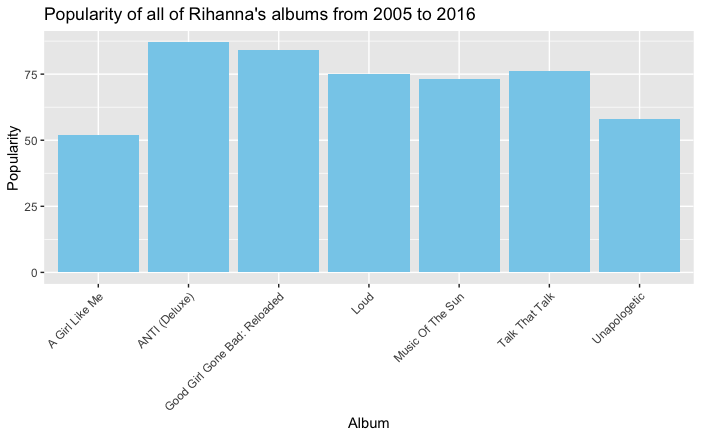 Popularity of all of Rihanna's albums from 2005 to 2016
Popularity
75
50
25
0
A Girl Like Me
ANTI (Deluxe)
Good Girl Gone Bad: Reloaded
Loud
Music Of The Sun
Talk That Talk
Unapologetic
Album